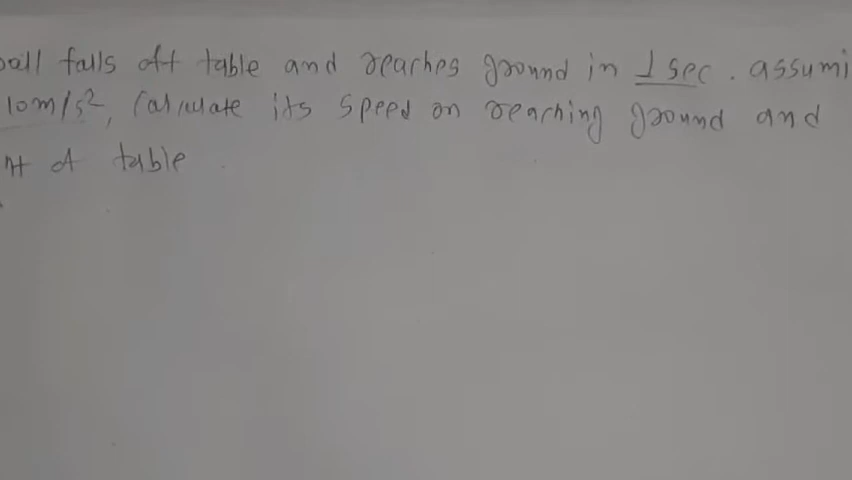 ball falls off table and reaches ground in 1 sec. assumi
10m/s², Calculate its speed on reaching ground and
ht of table